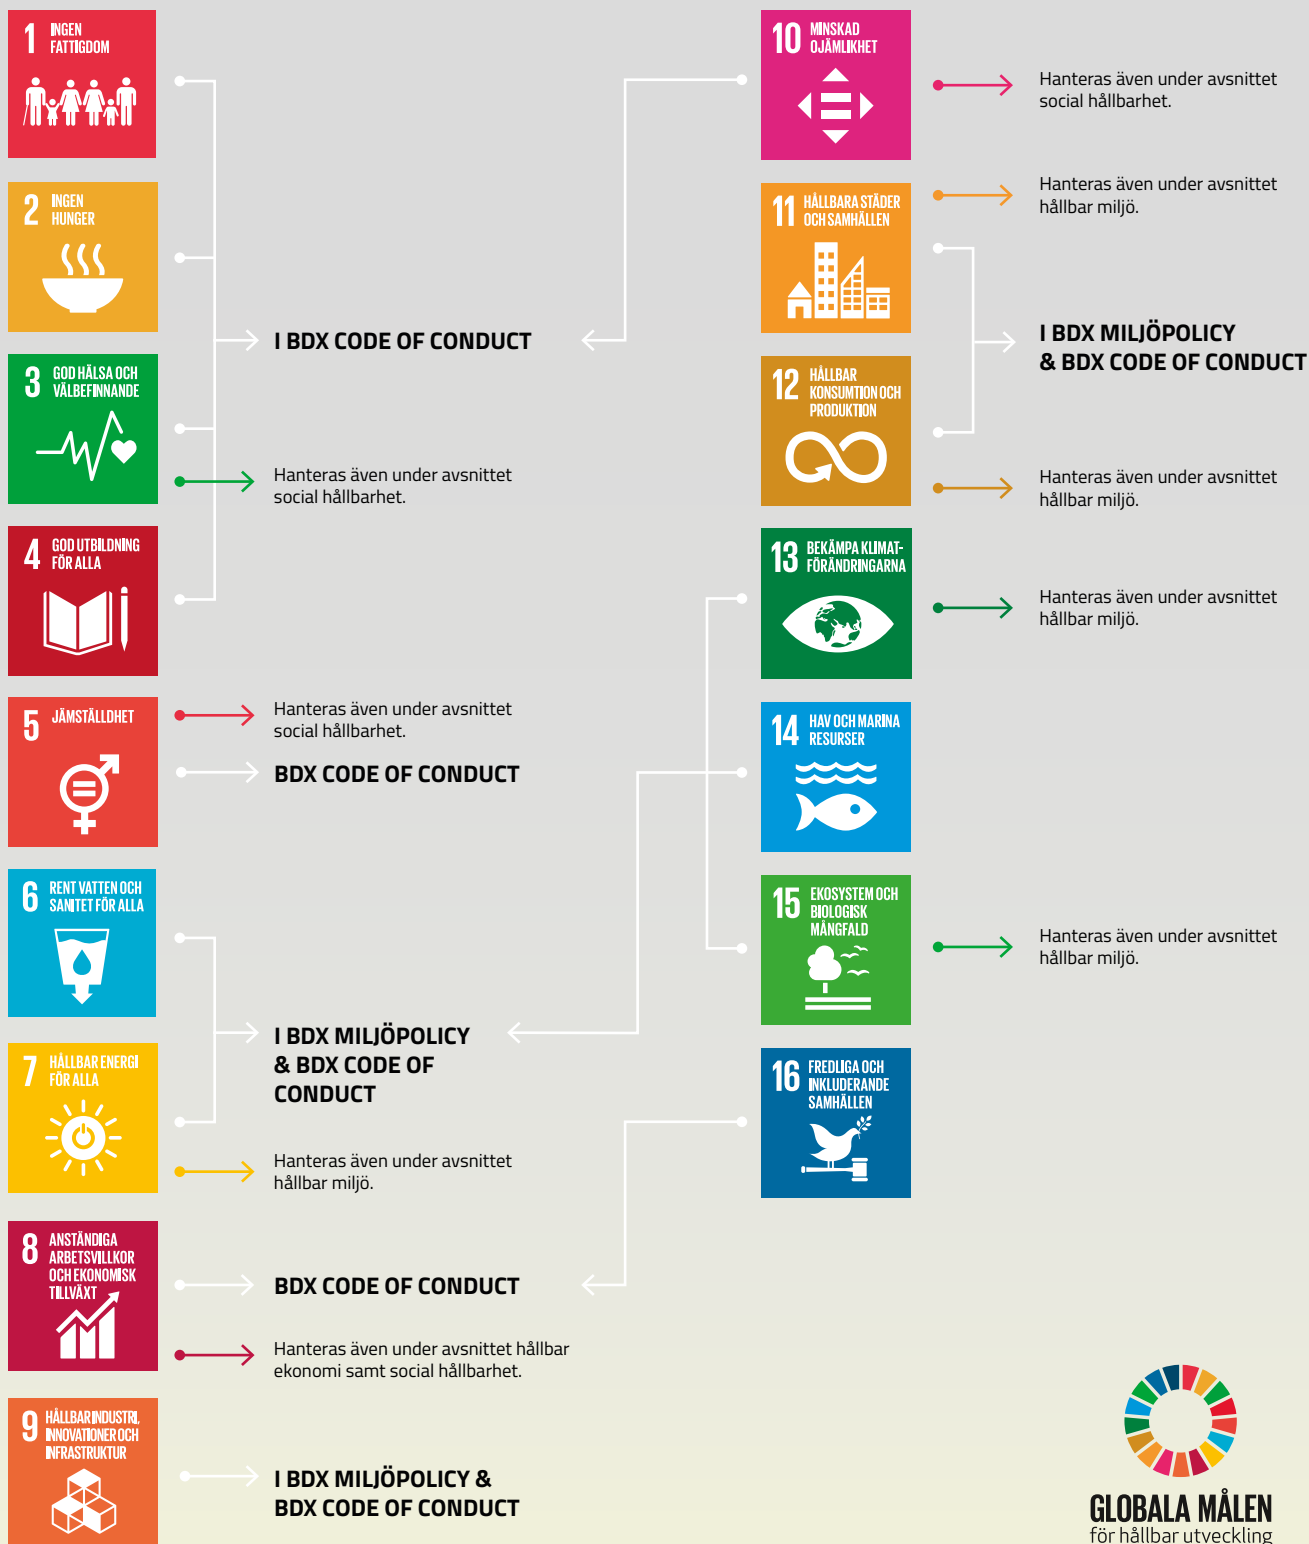 1 INGEN
FATTIGDOM
2 INGEN
HUNGER
I BDX CODE OF CONDUCT
3 GOD HÄLSA OCH
VÄLBEFINNANDE
Hanteras även under avsnittet
social hållbarhet.
4 GOD UTBILDNING
FÖR ALLA
5 JÄMSTÄLLDHET
Hanteras även under avsnittet
social hållbarhet.
BDX CODE OF CONDUCT
6 RENT VATTEN OCH
SANITET FÖR ALLA
I BDX MILJÖPOLICY
& BDX CODE OF
CONDUCT
7 HÅLLBAR ENERGI
FÖR ALLA
Hanteras även under avsnittet
hållbar miljö.
8 ANSTÄNDIGA
ARBETSVILLKOR
OCH EKONOMISK
TILLVÄXT
BDX CODE OF CONDUCT
Hanteras även under avsnittet hållbar
ekonomi samt social hållbarhet.
9 HÅLLBAR INDUSTRI,
INNOVATIONER OCH
INFRASTRUKTUR
I BDX MILJÖPOLICY &
BDX CODE OF CONDUCT
10 MINSKAD
OJÄMLIKHET
Hanteras även under avsnittet
social hållbarhet.
11 HÅLLBARA STÄDER
OCH SAMHÄLLEN
Hanteras även under avsnittet
hållbar miljö.
I BDX MILJÖPOLICY
& BDX CODE OF CONDUCT
12 HÅLLBAR
KONSUMTION OCH
PRODUKTION
Hanteras även under avsnittet
hållbar miljö.
13 BEKÄMPA KLIMAT-
FÖRÄNDRINGARNA
Hanteras även under avsnittet
hållbar miljö.
14 HAV OCH MARINA
RESURSER
15 EKOSYSTEM OCH
BIOLOGISK
MÅNGFALD
Hanteras även under avsnittet
hållbar miljö.
16 FREDLIGA OCH
INKLUDERANDE
SAMHÄLLEN
GLOBALA MÅLEN
för hållbar utveckling